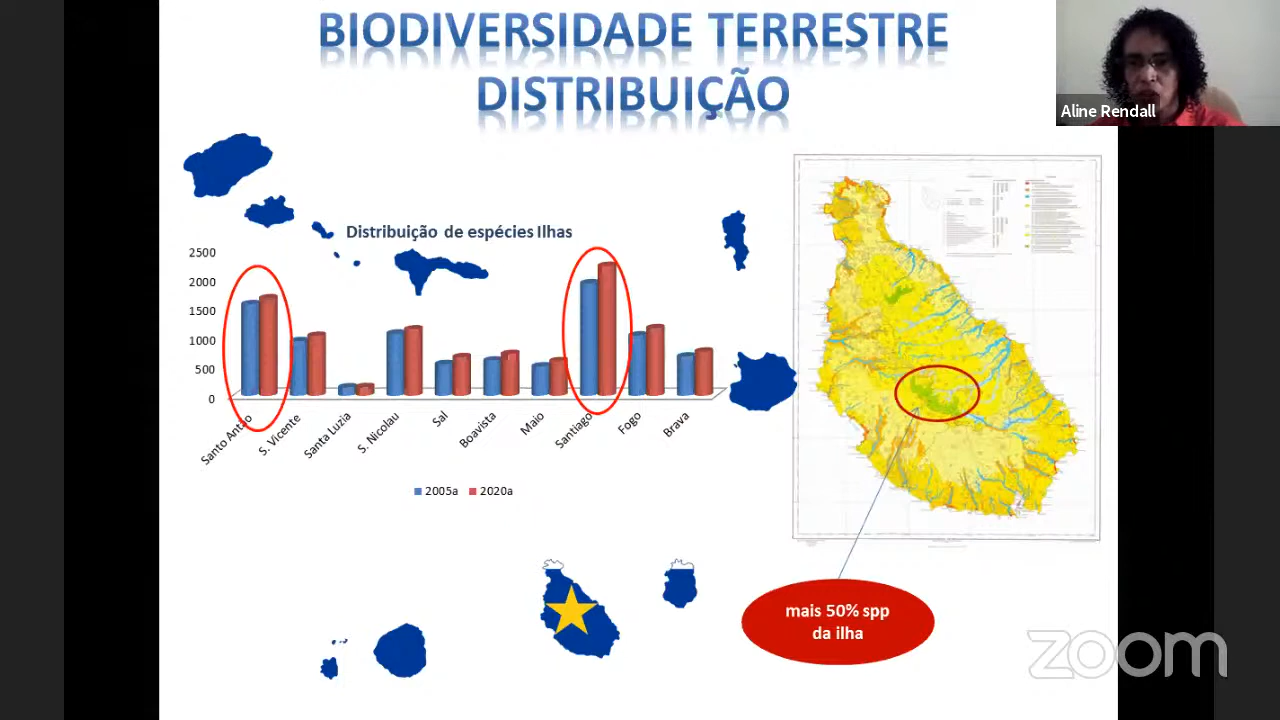 BIODIVERSIDADE TERRESTRE
DISTRIBUIÇÃO
Aline Rendall
Distribuição de espécies Ilhas
2500
2000
1500
1000
500
0
Santo Antão
S. Vicente
Santa Luzia
S. Nicolau
Sal
Boavista
Maio
Santiago
Fogo
Brava
2005a 2020a
mais 50% spp
da ilha
zoom